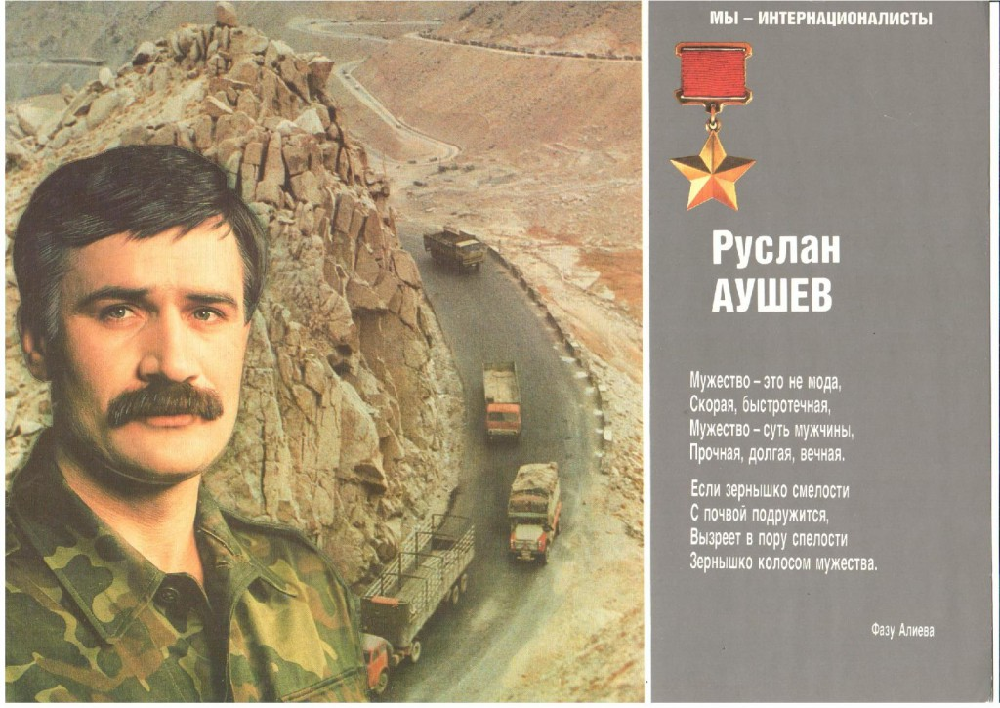 МЫ – ИНТЕРНАЦИОНАЛИСТЫ
Руслан
АУШЕВ
Мужество – это не мода,
Скорая, быстротечная,
Мужество – суть мужчины,
Прочная, долгая, вечная.
Если зернышко смелости
С почвой подружится,
Вызреет в пору спелости
Зернышко колосом мужества.
Фазу Алиева